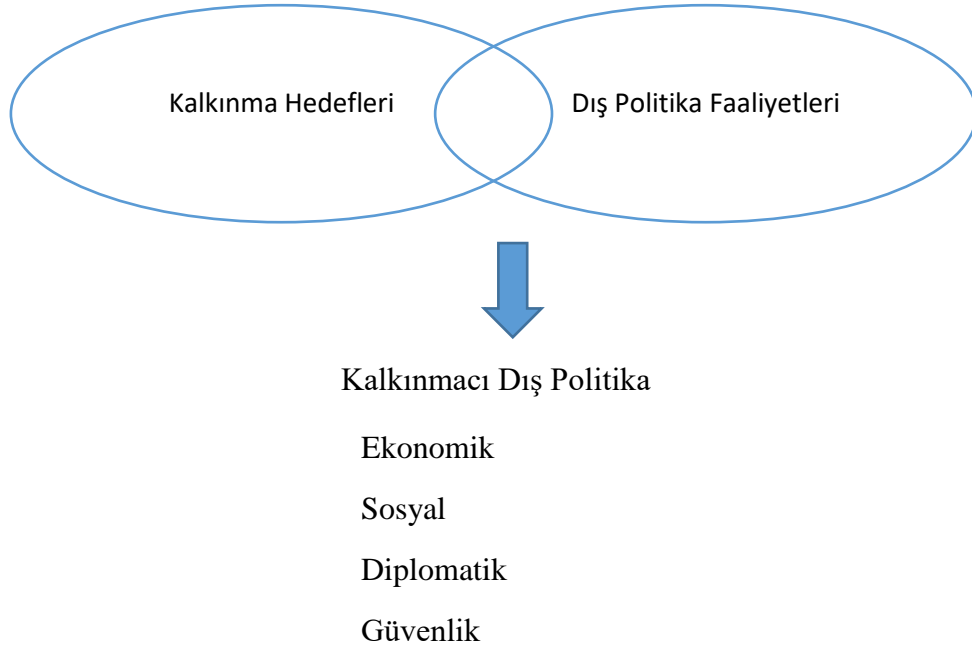 Kalkınma Hedefleri
Dış Politika Faaliyetleri
Kalkınmacı Dış Politika
Ekonomik
Sosyal
Diplomatik
Güvenlik